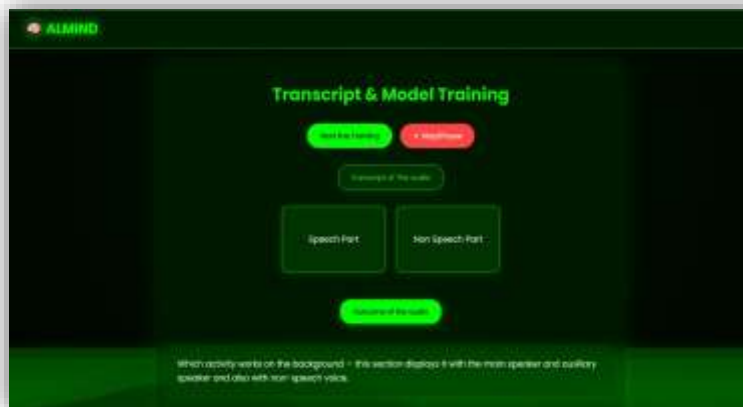 ALMIND
Transcript & Model Training
Start the Training
Transcript of the audio
Speech Part
Non Speech Part
Outcome of the audio
Which activity works on the background - this section displays it with the main speaker and auxiliary
speaker and also with non-speech voice.